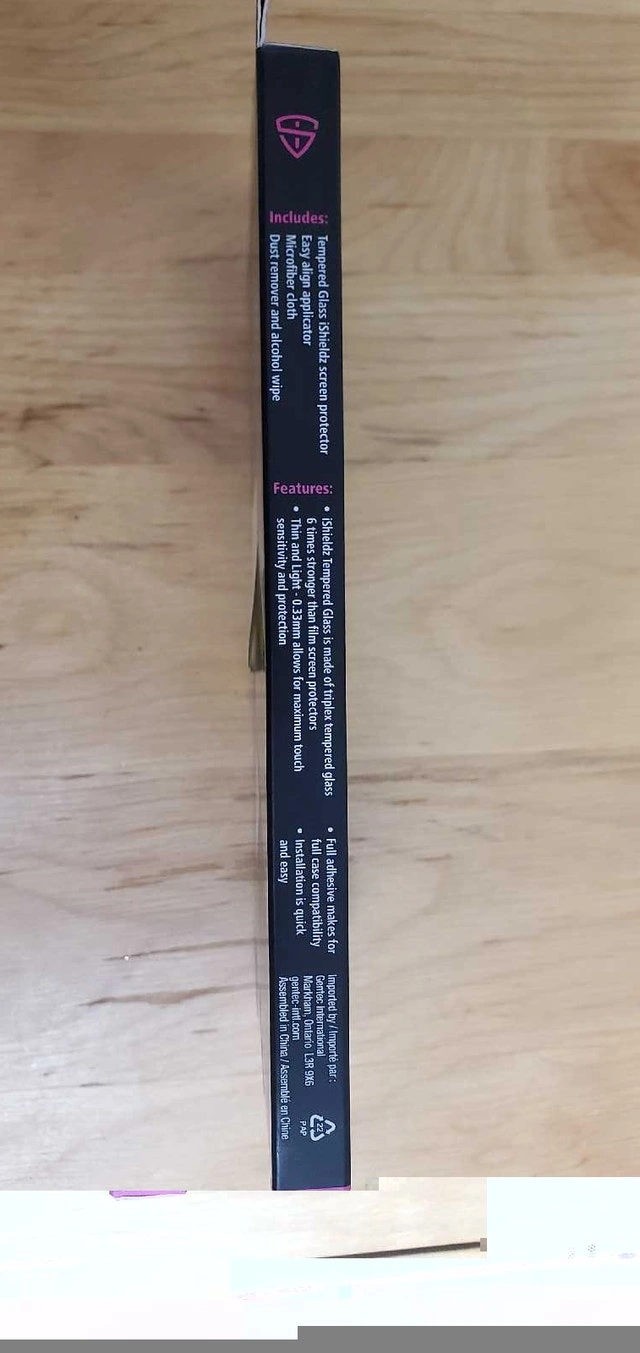 Includes:
Tempered Glass iShieldz screen protector
Easy align applicator
Microfiber cloth
Dust remover and alcohol wipe
Features:
• iShieldz Tempered Glass is made of triplex tempered glass
6 times stronger than film screen protectors
• Thin and Light - 0.33mm allows for maximum touch
sensitivity and protection
• Full adhesive makes for
full case compatibility
• Installation is quick
and easy
Imported by / Importé par:
Gentec International
Markham, Ontario L3R 9X6
gentec-intl.com
Assembled in China / Assemblé en Chine
22
PAP